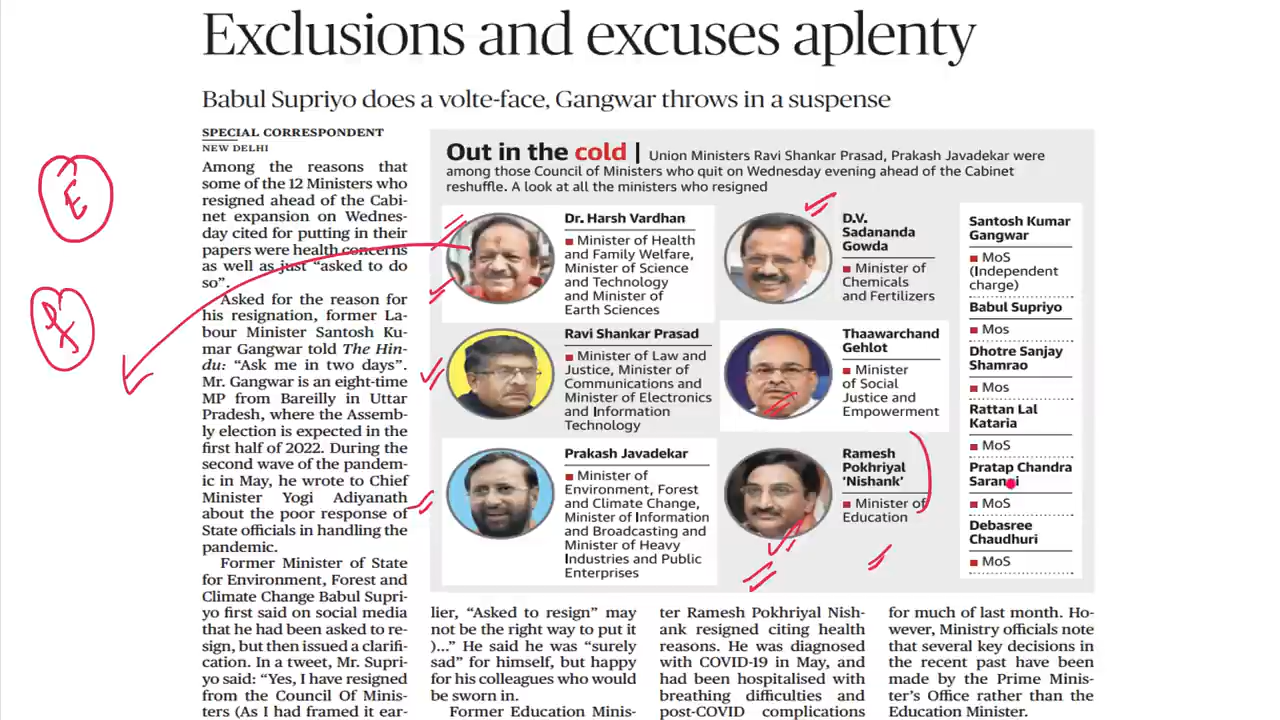 Exclusions and excuses aplenty
Babul Supriyo does a volte-face, Gangwar throws in a suspense
SPECIAL CORRESPONDENT
NEW DELHI
Among the reasons that
some of the 12 Ministers who
resigned ahead of the Cabi-
net expansion on Wednes-
day cited for putting in their
papers were health concerns
as well as just “asked to do
so”.
Asked for the reason for
his resignation, former La-
bour Minister Santosh Ku-
mar Gangwar told The Hin-
du: “Ask me in two days”.
Mr. Gangwar is an eight-time
MP from Bareilly in Uttar
Pradesh, where the Assemb-
ly election is expected in the
first half of 2022. During the
second wave of the pandem-
ic in May, he wrote to Chief
Minister Yogi Adiyanath
about the poor response of
State officials in handling the
pandemic.
Former Minister of State
for Environment, Forest and
Climate Change Babul Supri-
yo first said on social media
that he had been asked to re-
sign, but then issued a clarifi-
cation. In a tweet, Mr. Supri-
yo said: “Yes, I have resigned
from the Council Of Minis-
ters (As I had framed it ear-
Out in the cold | Union Ministers Ravi Shankar Prasad, Prakash Javadekar were
among those Council of Ministers who quit on Wednesday evening ahead of the Cabinet
reshuffle. A look at all the ministers who resigned
Dr. Harsh Vardhan
Minister of Health
and Family Welfare,
Minister of Science
and Technology
and Minister of
Earth Sciences
Ravi Shankar Prasad
Minister of Law and
Justice, Minister of
Communications and
Minister of Electronics
and Information
Technology
Prakash Javadekar
Minister of
Environment, Forest
and Climate Change,
Minister of Information
and Broadcasting and
Minister of Heavy
Industries and Public
Enterprises
D.V.
Sadananda
Gowda
Minister of
Chemicals
and Fertilizers
Thaawarchand
Gehlot
Minister
of Social
Justice and
Empowerment
Ramesh
Pokhriyal
'Nishank'
Minister of
Education
Santosh Kumar
Gangwar
MoS
(Independent
charge)
Babul Supriyo
Mos
Dhotre Sanjay
Shamrao
Mos
Rattan Lal
Kataria
MoS
Pratap Chandra
Sarangi
MoS
Debasree
Chaudhuri
MoS
lier, “Asked to resign” may
not be the right way to put it
)...” He said he was “surely
sad” for himself, but happy
for his colleagues who would
be sworn in.
Former Education Minis-
ter Ramesh Pokhriyal Nish-
ank resigned citing health
reasons. He was diagnosed
with COVID-19 in May, and
had been hospitalised with
breathing difficulties and
post-COVID complications
for much of last month. Ho-
wever, Ministry officials note
that several key decisions in
the recent past have been
made by the Prime Minis-
ter’s Office rather than the
Education Minister.